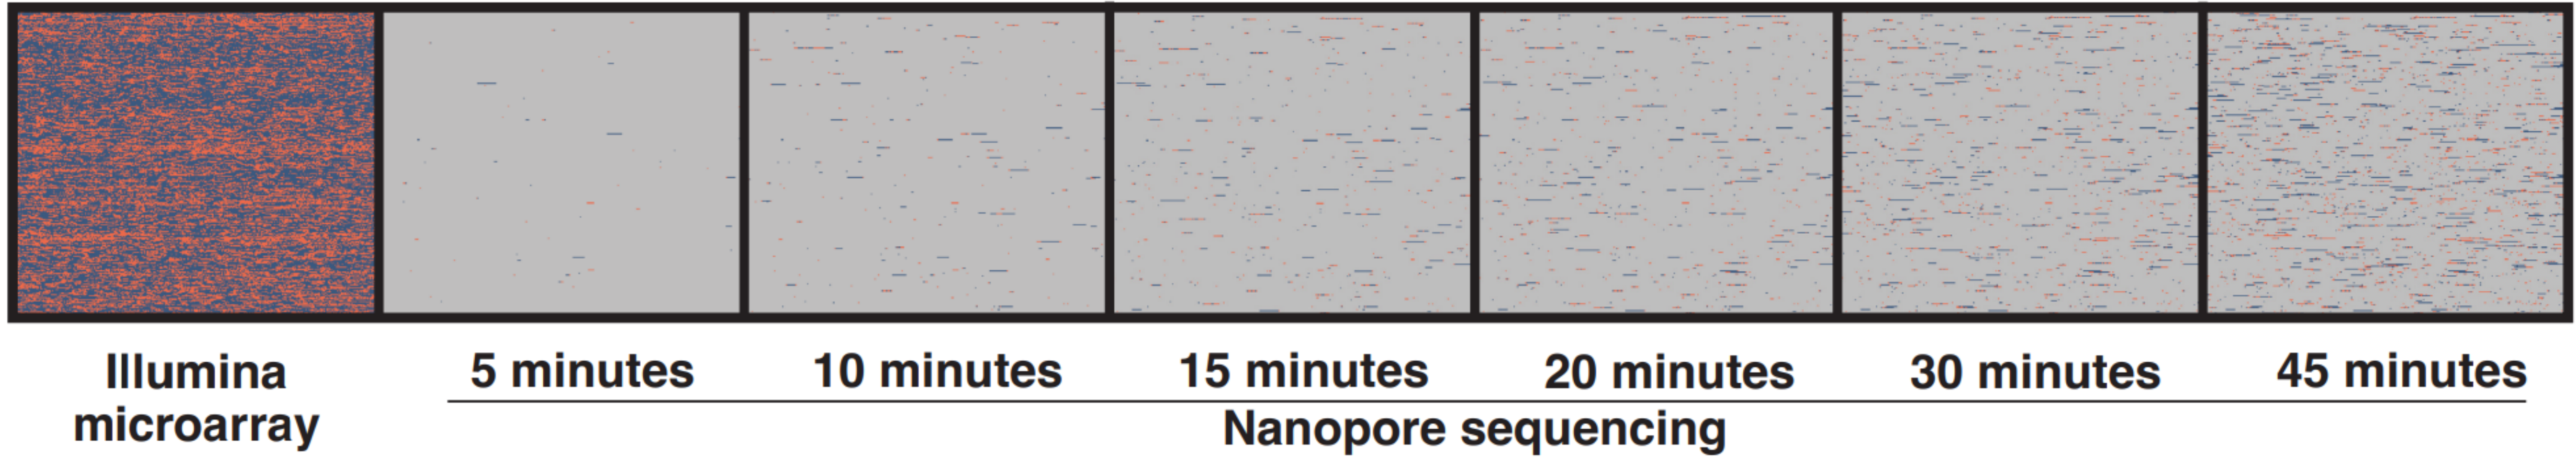 Illumina
microarray
5 minutes
10 minutes
15 minutes
20 minutes
30 minutes
45 minutes
Nanopore sequencing